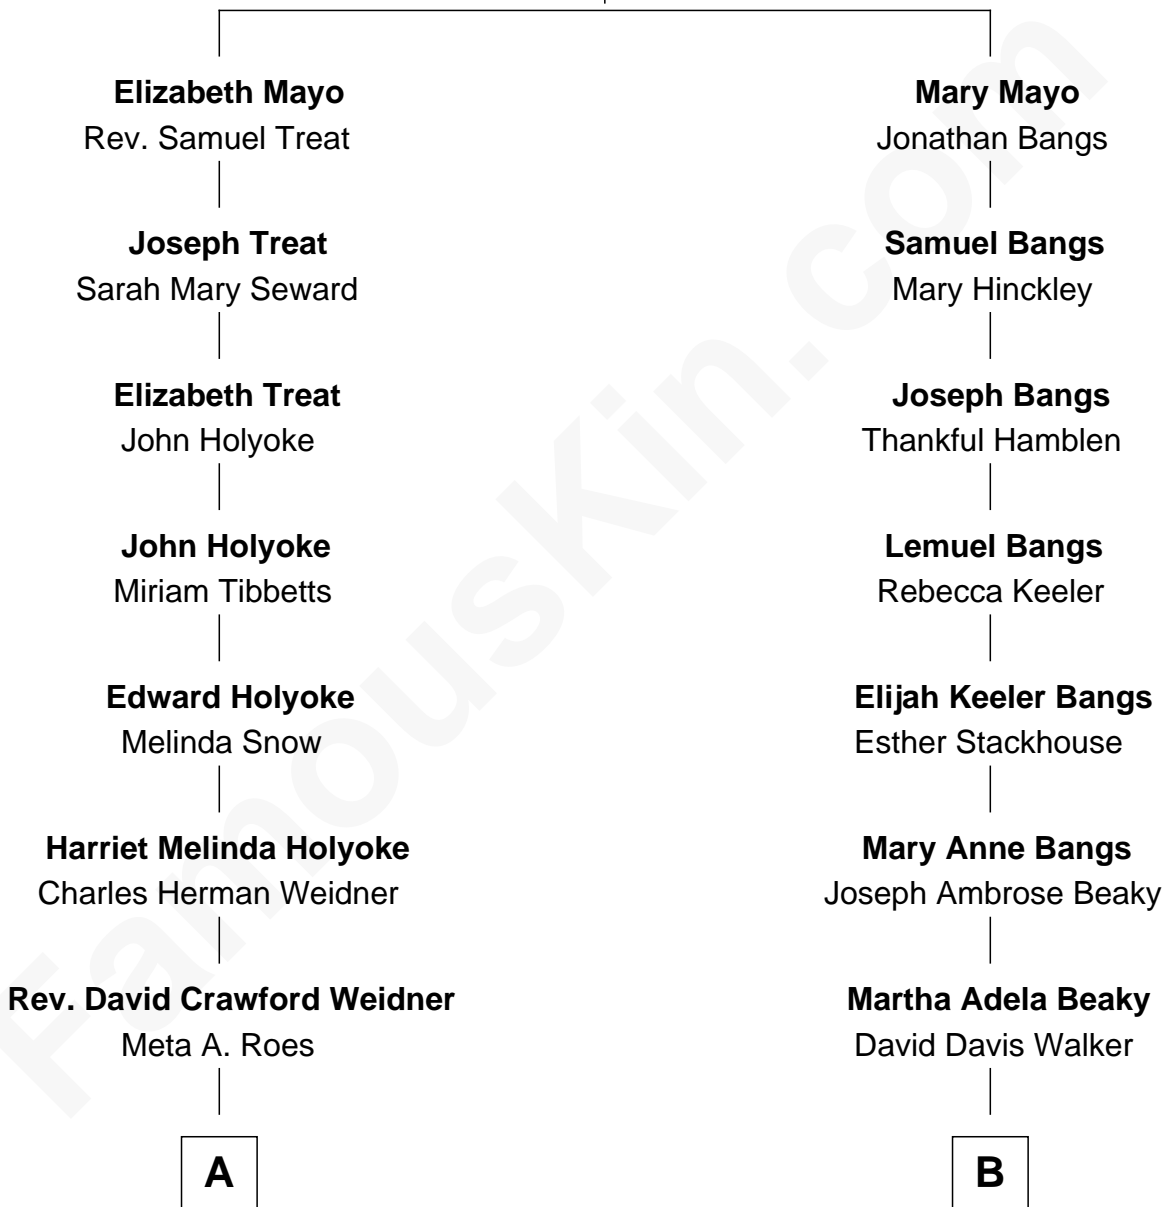 Elizabeth Mayo
Rev. Samuel Treat
Mary Mayo
Jonathan Bangs
Joseph Treat
Sarah Mary Seward
Samuel Bangs
Mary Hinckley
Elizabeth Treat
John Holyoke
Joseph Bangs
Thankful Hamblen
John Holyoke
Miriam Tibbetts
Lemuel Bangs
Rebecca Keeler
Edward Holyoke
Melinda Snow
Elijah Keeler Bangs
Esther Stackhouse
Harriet Melinda Holyoke
Charles Herman Weidner
Mary Anne Bangs
Joseph Ambrose Beaky
Rev. David Crawford Weidner
Meta A. Roes
Martha Adela Beaky
David Davis Walker
A
B
FamousKin.com